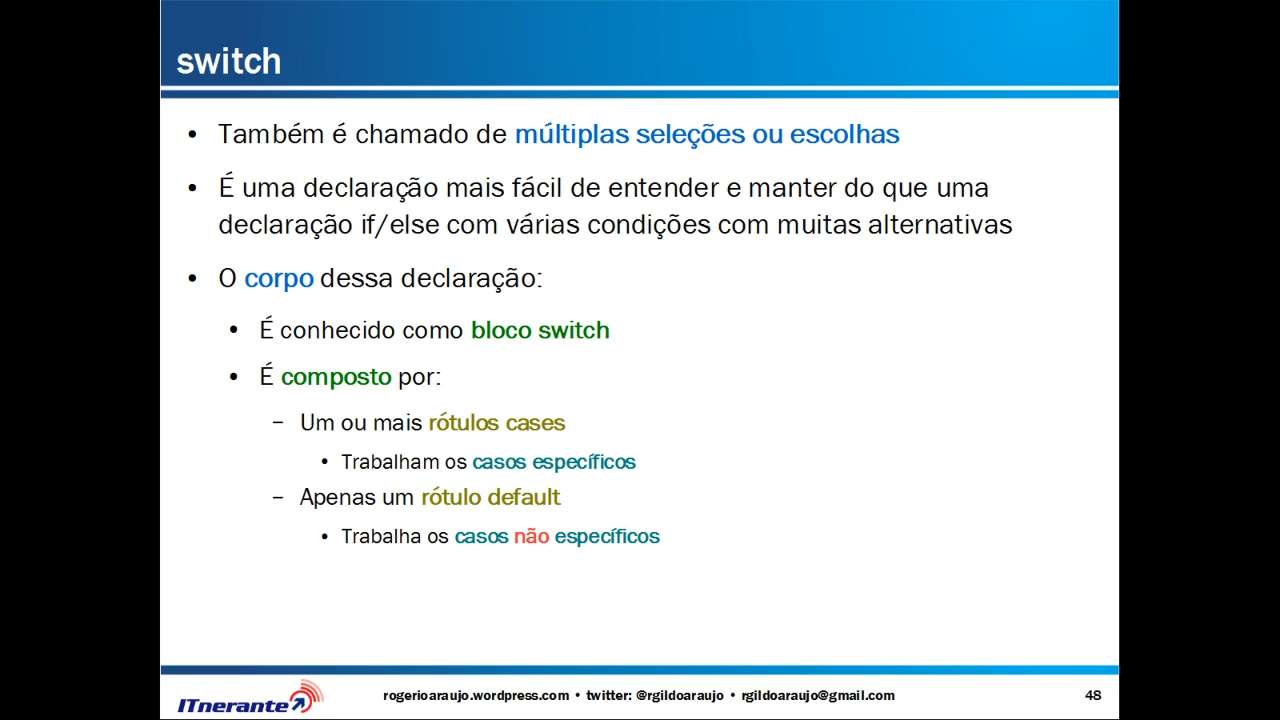 switch
• Também é chamado de múltiplas seleções ou escolhas
• É uma declaração mais fácil de entender e manter do que uma
declaração if/else com várias condições com muitas alternativas
• O corpo dessa declaração:
• É conhecido como bloco switch
• É composto por:
– Um ou mais rótulos cases
• Trabalham os casos específicos
– Apenas um rótulo default
• Trabalha os casos não específicos
ITnerante
rogerioaraujo.wordpress.com • twitter: @rgildoaraujo • rgildoaraujo@gmail.com
48